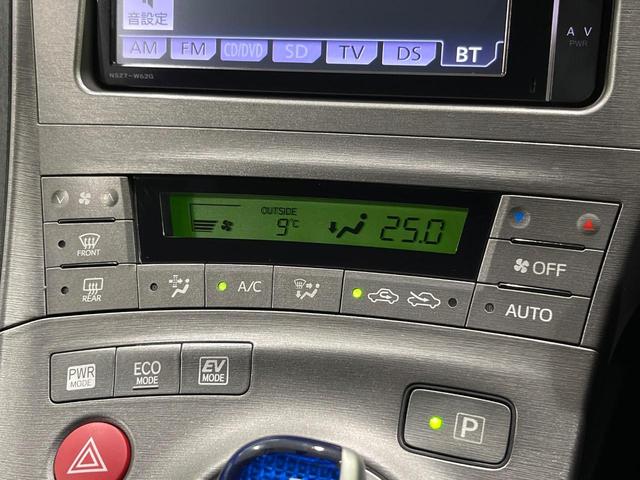 音設定
AM FM CD/DVD SD TV DS BT
NSZT-W62G
A V
PWR
OUTSIDE
9℃ 25.0
FRONT
OFF
REAR
A/C
AUTO
PWR MODE
ECO MODE
EV MODE
P